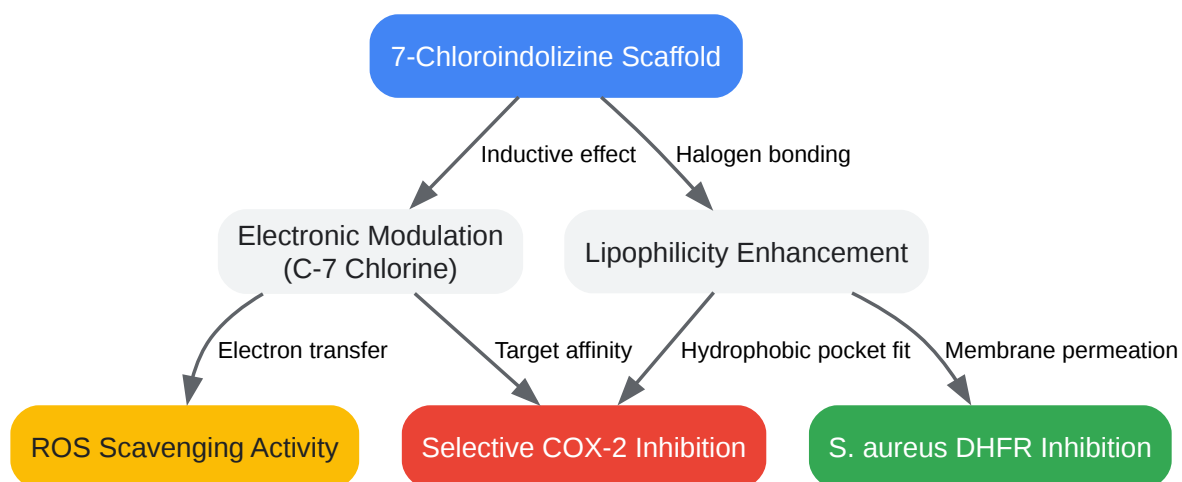 7-Chloroindolizine Scaffold
Inductive effect
Halogen bonding
Electronic Modulation
(C-7 Chlorine)
Lipophilicity Enhancement
Electron transfer
Target affinity
Hydrophobic pocket fit
Membrane permeation
ROS Scavenging Activity
Selective COX-2 Inhibition
S. aureus DHFR Inhibition